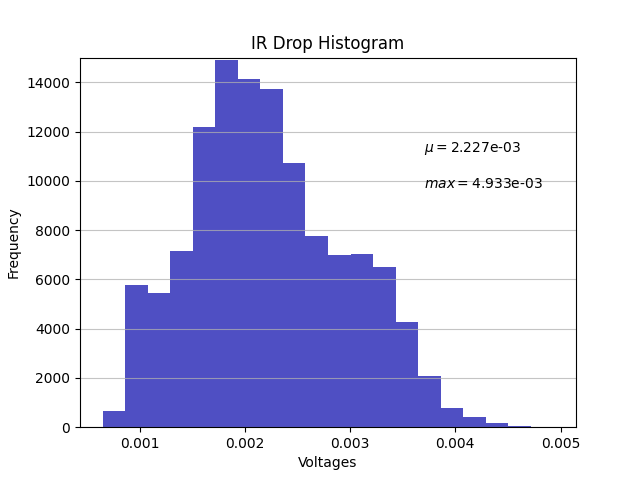 IR Drop Histogram
14000
12000
10000
8000
6000
4000
2000
0
Frequency
μ = 2.227e-03
max = 4.933e-03
0.001 0.002 0.003 0.004 0.005
Voltages